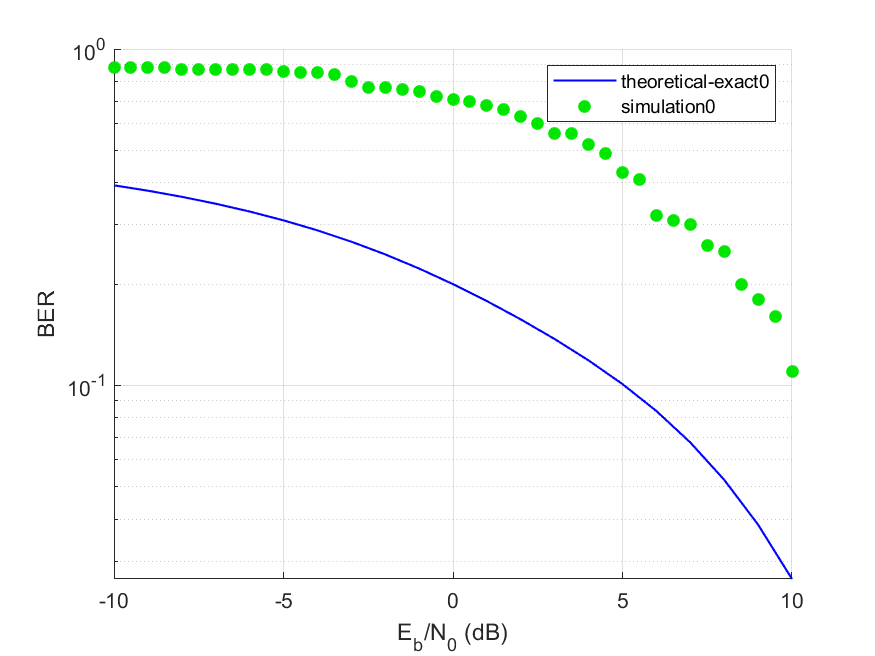 10^0
10^-1
BER
theoretical-exact0
simulation0
-10 -5 0 5 10
E_b/N_0 (dB)